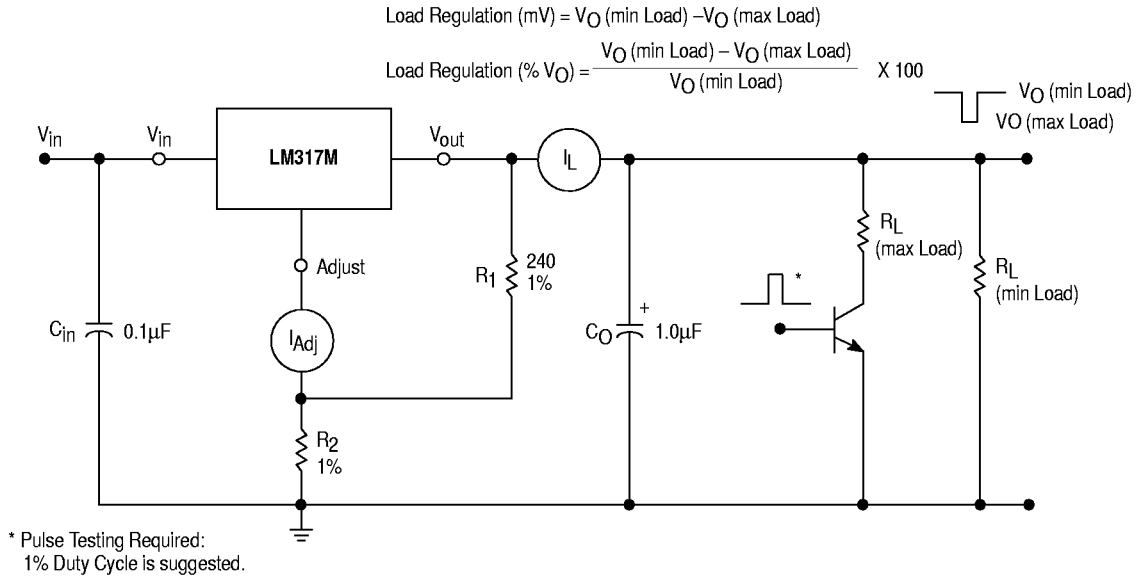 Load Regulation (mV) = VO (min Load) –VO (max Load)
Load Regulation (% VO) = VO (min Load) – VO (max Load) / VO (min Load) X 100
VO (min Load)
VO (max Load)
Vin
Vin
LM317M
Vout
IL
Adjust
R1
240
1%
RL
(max Load)
RL
(min Load)
*
Cin
0.1µF
IAdj
+
CO
1.0µF
R2
1%
* Pulse Testing Required:
1% Duty Cycle is suggested.